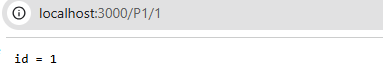 localhost:3000/P1/1
id = 1